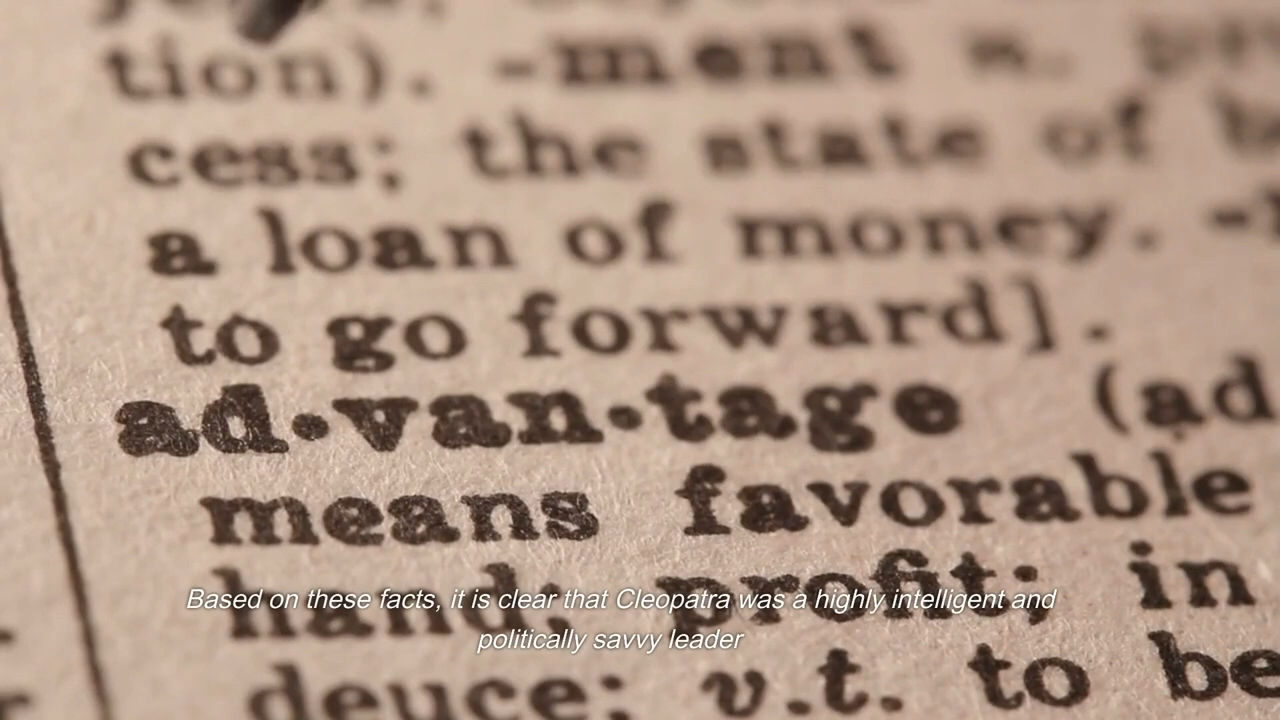 tion). -ment n.
cess; the state of
a loan of money. -
to go forward].
ad•van•tage (ad
means favorable
hand; profit; in
Based on these facts, it is clear that Cleopatra was a highly intelligent and
politically savvy leader
deuce; v.t. to be